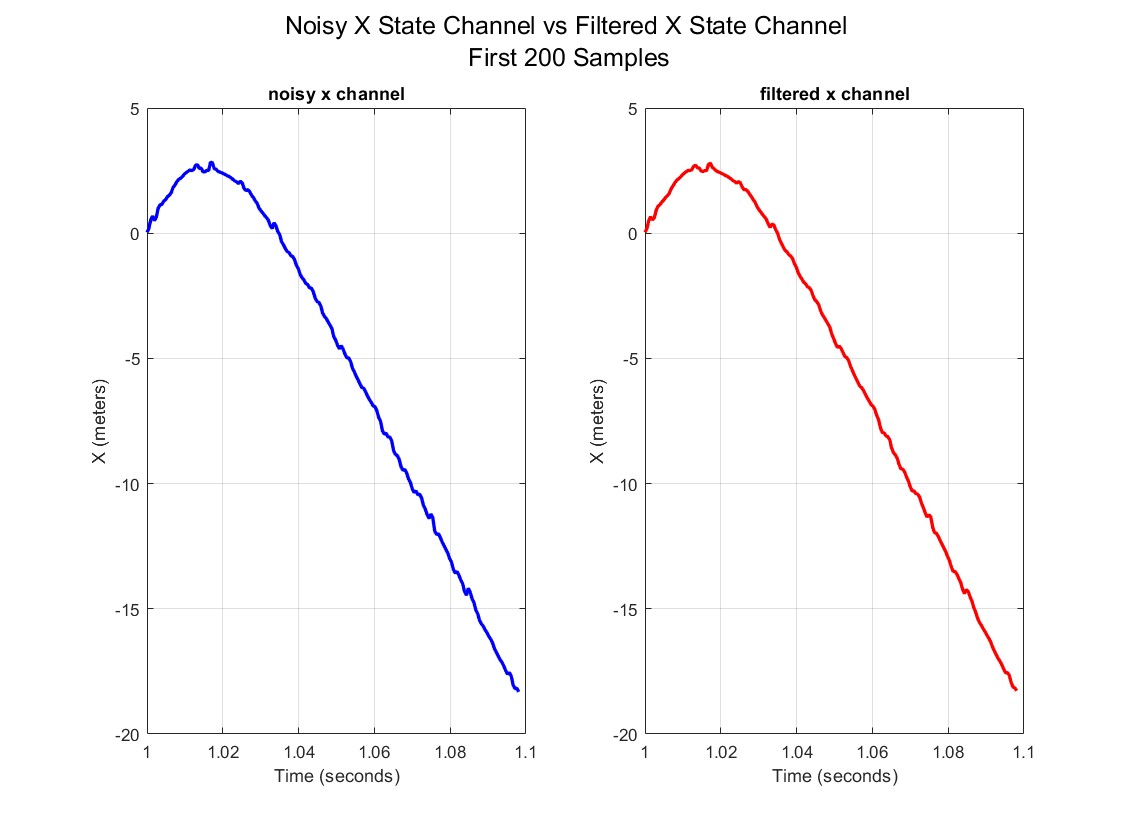 Noisy X State Channel vs Filtered X State Channel
First 200 Samples
noisy x channel
5
0
-5
-10
-15
-20
X (meters)
1 1.02 1.04 1.06 1.08 1.1
Time (seconds)
filtered x channel
5
0
-5
-10
-15
-20
X (meters)
1 1.02 1.04 1.06 1.08 1.1
Time (seconds)